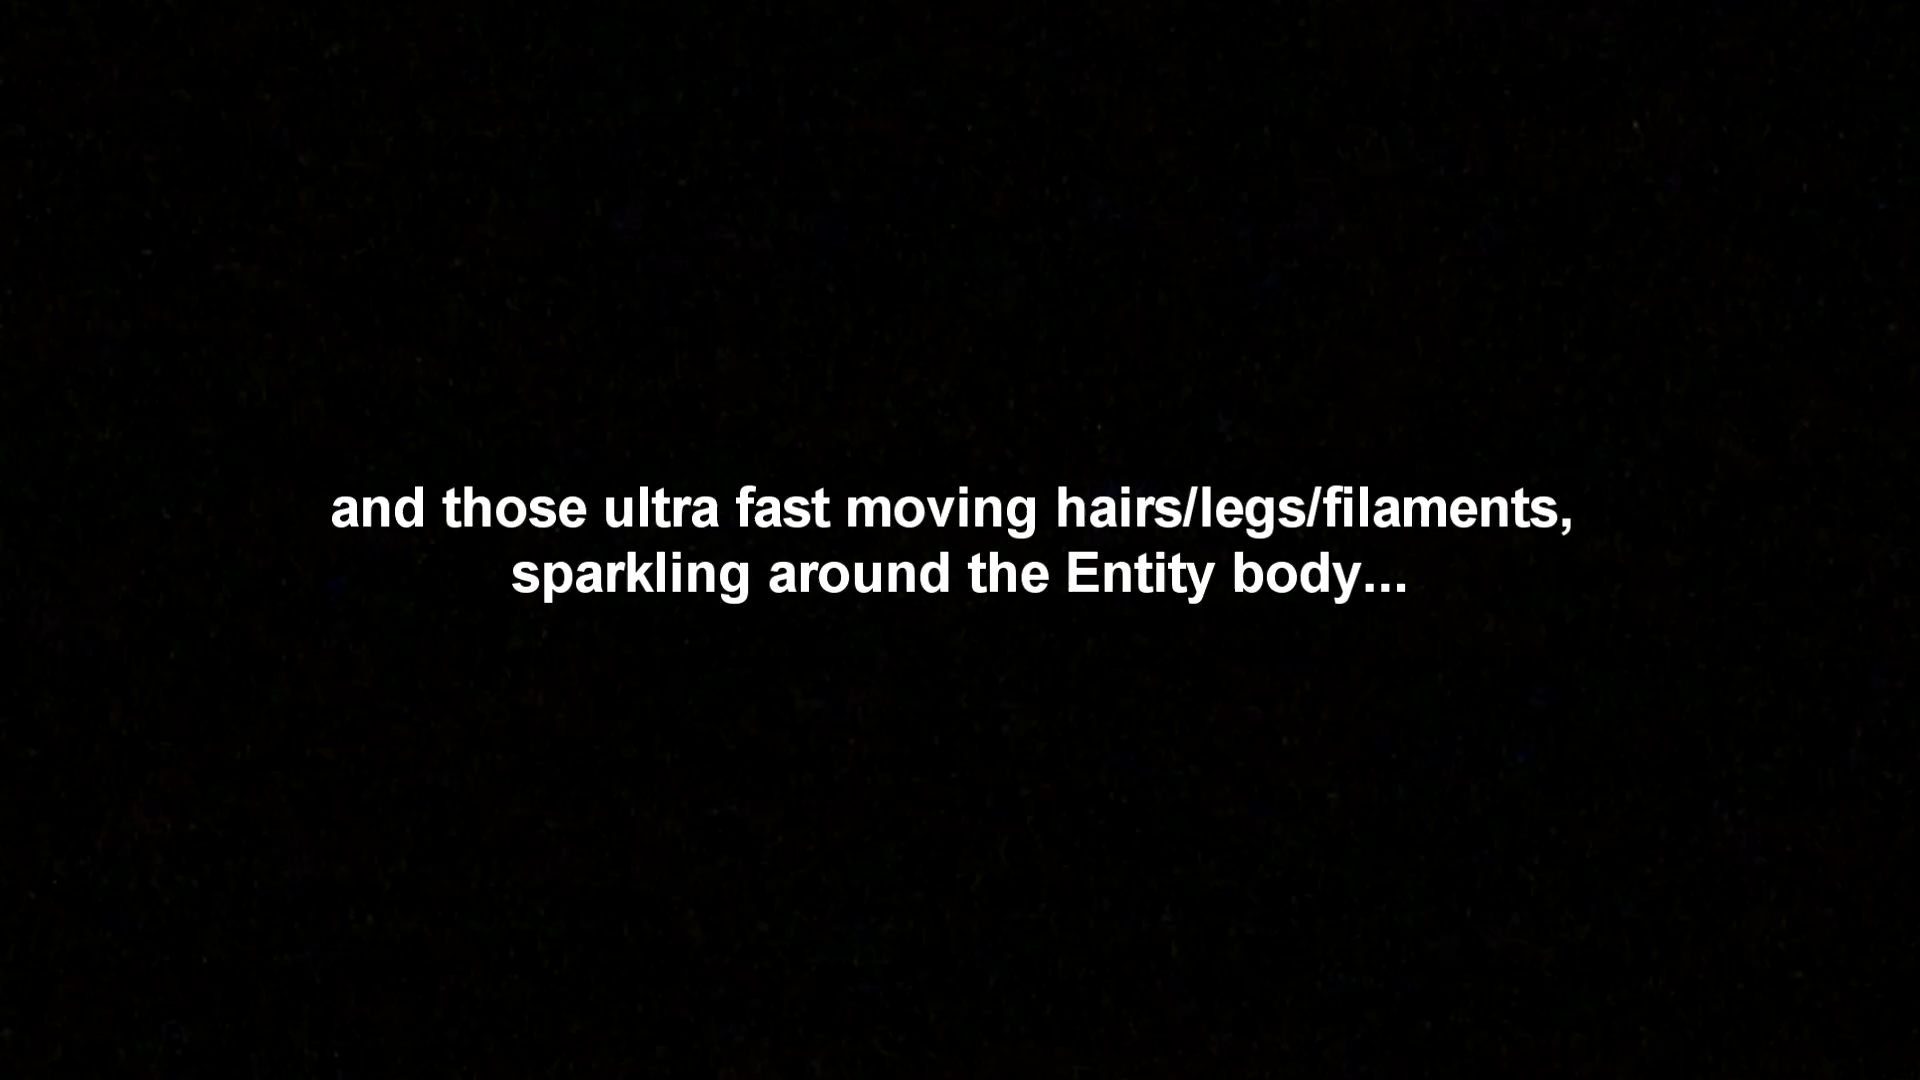 and those ultra fast moving hairs/legs/filaments,
sparkling around the Entity body...